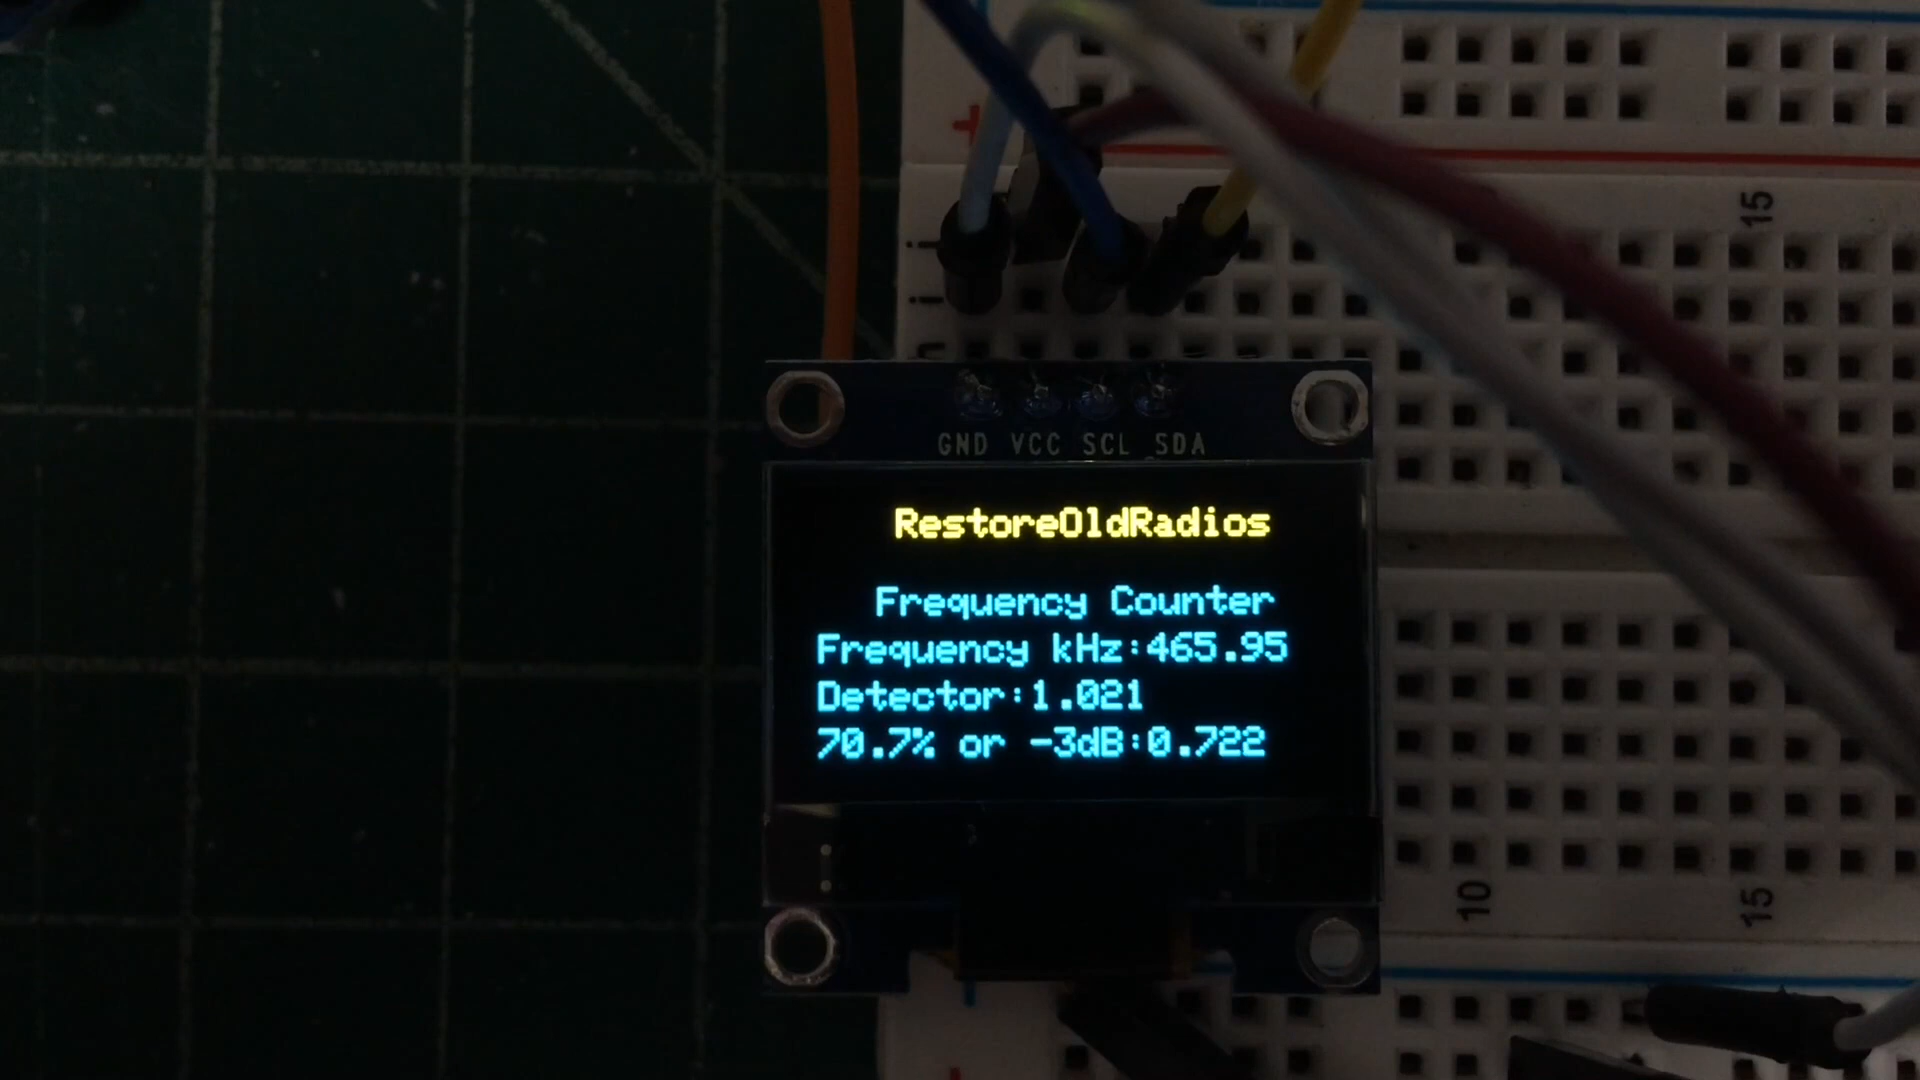 +
15
j
i
GND VCC SCL SDA
RestoreOldRadios
Frequency Counter
Frequency kHz:465.95
Detector:1.021
70.7% or -3dB:0.722
10
15